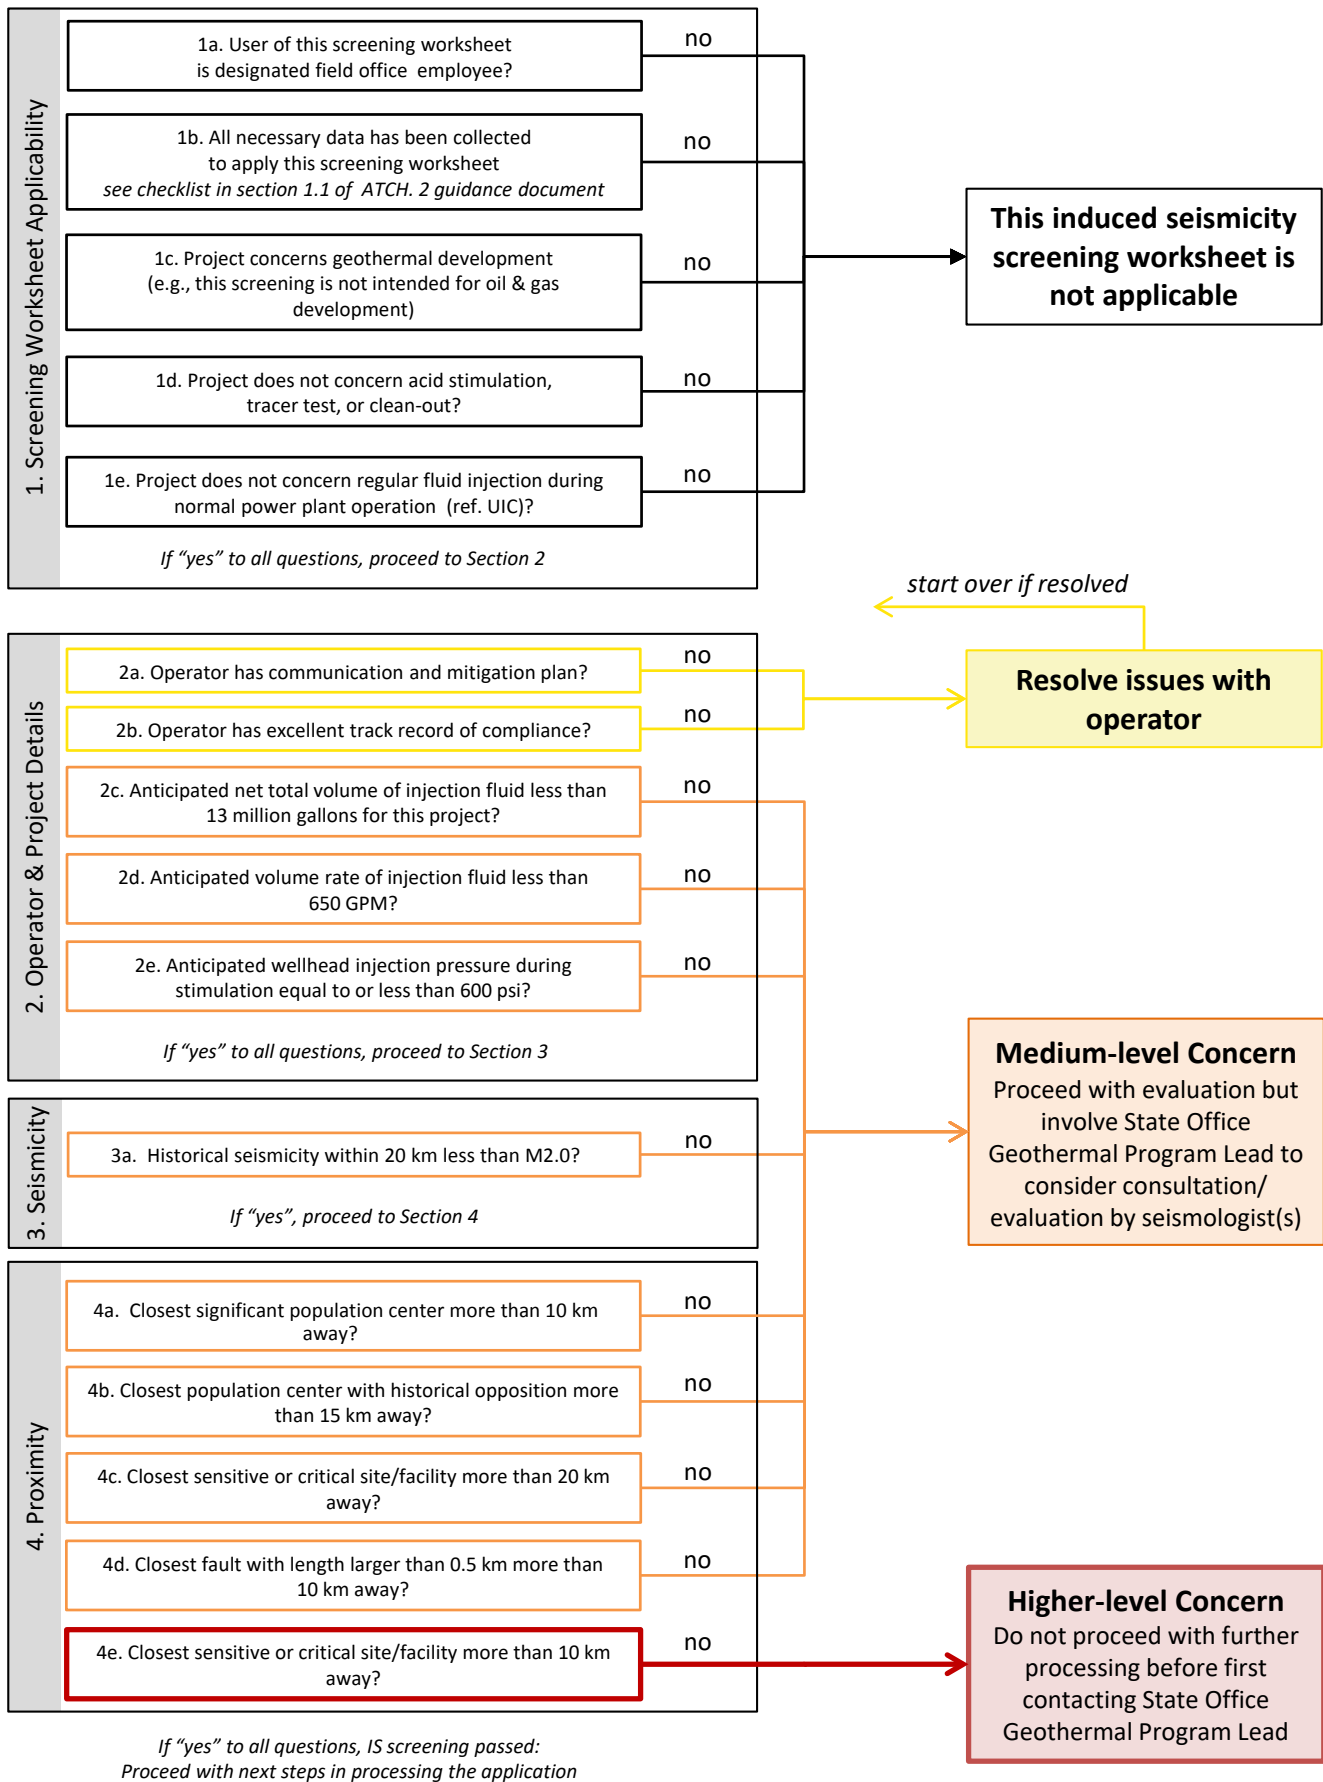 1. Screening Worksheet Applicability
1a. User of this screening worksheet
is designated field office  employee?
no
1b. All necessary data has been collected
to apply this screening worksheet
see checklist in section 1.1 of  ATCH. 2 guidance document
no
1c. Project concerns geothermal development
(e.g., this screening is not intended for oil & gas
development)
no
1d. Project does not concern acid stimulation,
tracer test, or clean-out?
no
1e. Project does not concern regular fluid injection during
normal power plant operation  (ref. UIC)?
no
If “yes” to all questions, proceed to Section 2
This induced seismicity
screening worksheet is
not applicable
start over if resolved
2. Operator & Project Details
2a. Operator has communication and mitigation plan?
no
2b. Operator has excellent track record of compliance?
no
Resolve issues with
operator
2c. Anticipated net total volume of injection fluid less than
13 million gallons for this project?
no
2d. Anticipated volume rate of injection fluid less than
650 GPM?
no
2e. Anticipated wellhead injection pressure during
stimulation equal to or less than 600 psi?
no
If “yes” to all questions, proceed to Section 3
Medium-level Concern
Proceed with evaluation but
involve State Office
Geothermal Program Lead to
consider consultation/
evaluation by seismologist(s)
3. Seismicity
3a.  Historical seismicity within 20 km less than M2.0?
no
If “yes”, proceed to Section 4
4. Proximity
4a.  Closest significant population center more than 10 km
away?
no
4b. Closest population center with historical opposition more
than 15 km away?
no
4c. Closest sensitive or critical site/facility more than 20 km
away?
no
4d. Closest fault with length larger than 0.5 km more than
10 km away?
no
4e. Closest sensitive or critical site/facility more than 10 km
away?
no
Higher-level Concern
Do not proceed with further
processing before first
contacting State Office
Geothermal Program Lead
If “yes” to all questions, IS screening passed:
Proceed with next steps in processing the application